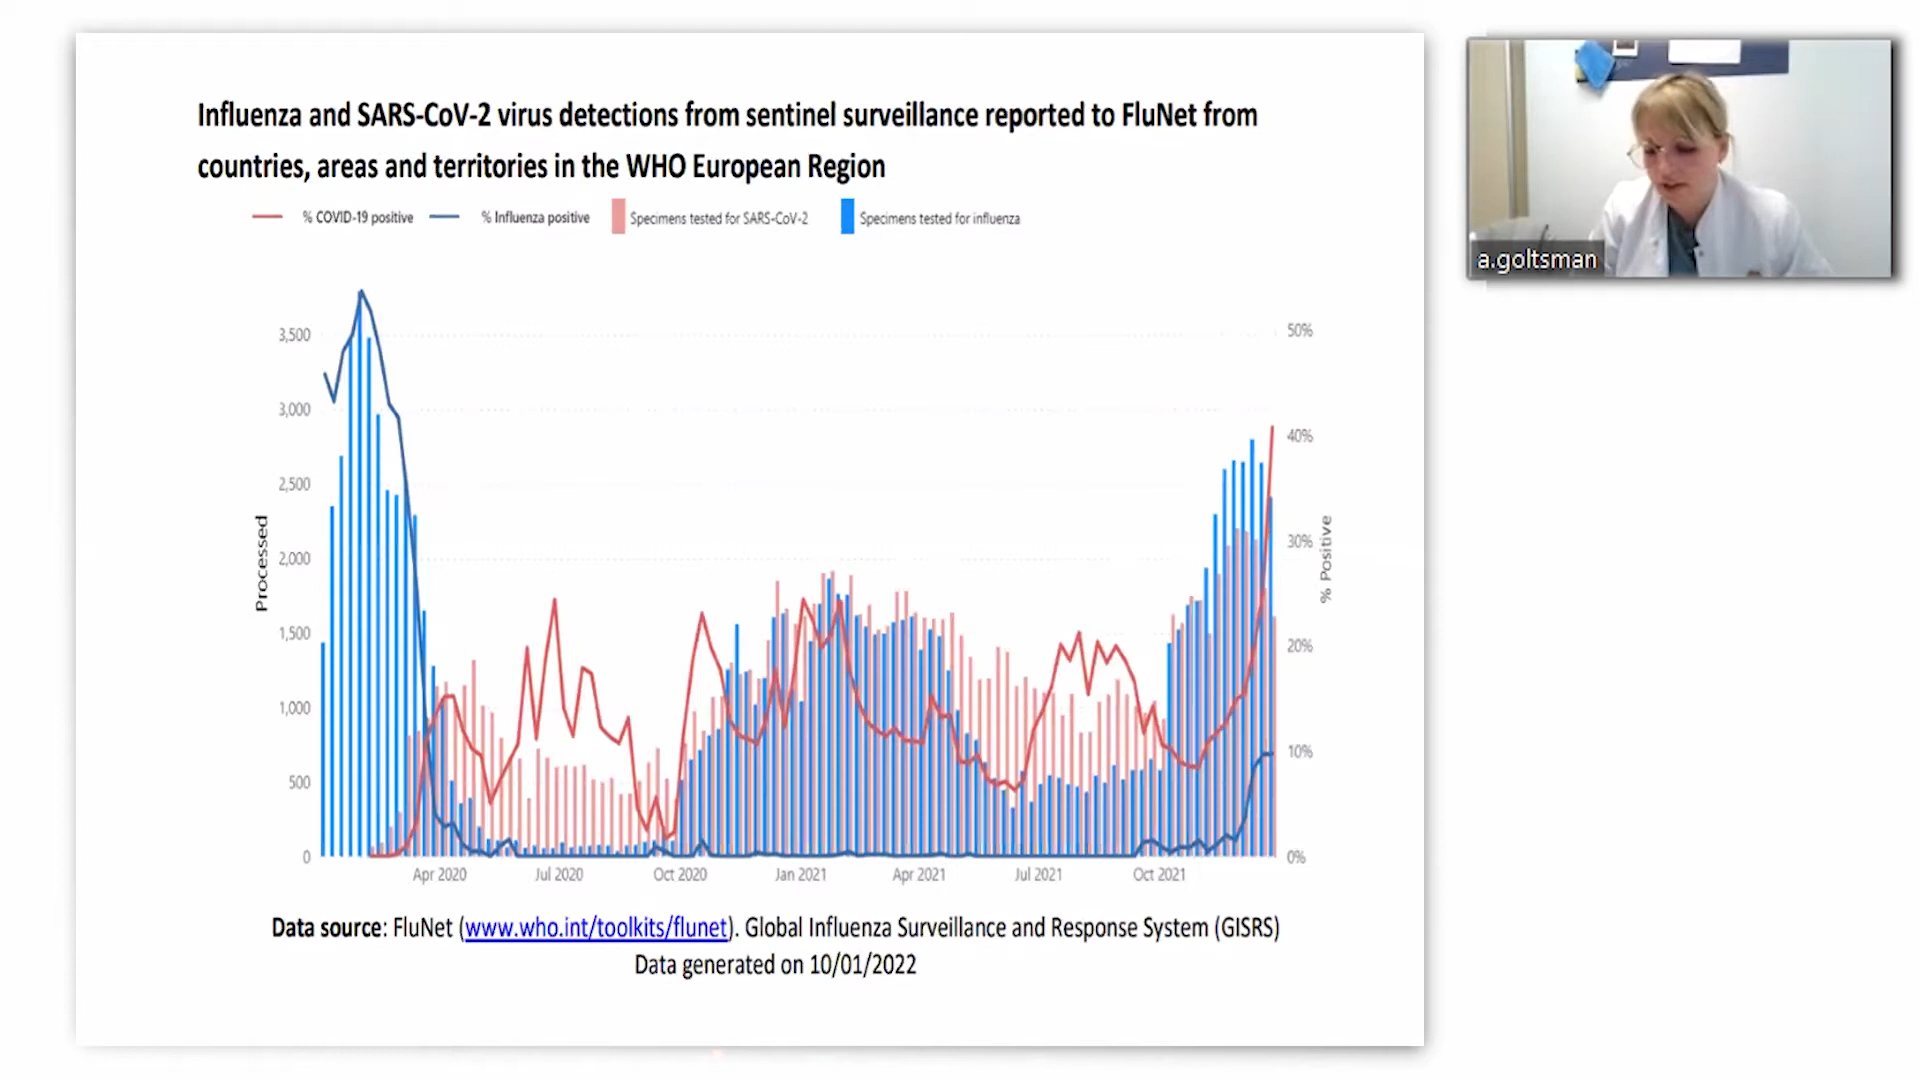 Influenza and SARS-CoV-2 virus detections from sentinel surveillance reported to FluNet from
countries, areas and territories in the WHO European Region
% COVID-19 positive % Influenza positive Specimens tested for SARS-CoV-2 Specimens tested for influenza
a.goltsman
Processed
3,500
3,000
2,500
2,000
1,500
1,000
500
0
50%
40%
30%
20%
10%
0%
% Positive
Apr 2020 Jul 2020 Oct 2020 Jan 2021 Apr 2021 Jul 2021 Oct 2021
Data source: FluNet (www.who.int/toolkits/flunet). Global Influenza Surveillance and Response System (GISRS)
Data generated on 10/01/2022